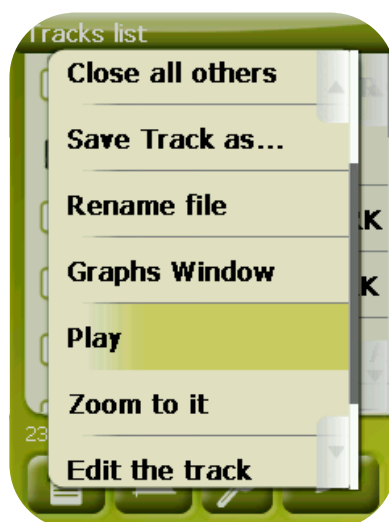 Tracks list
Close all others
Save Track as...
Rename file
RK
Graphs Window
K
Play
Zoom to it
23
Edit the track